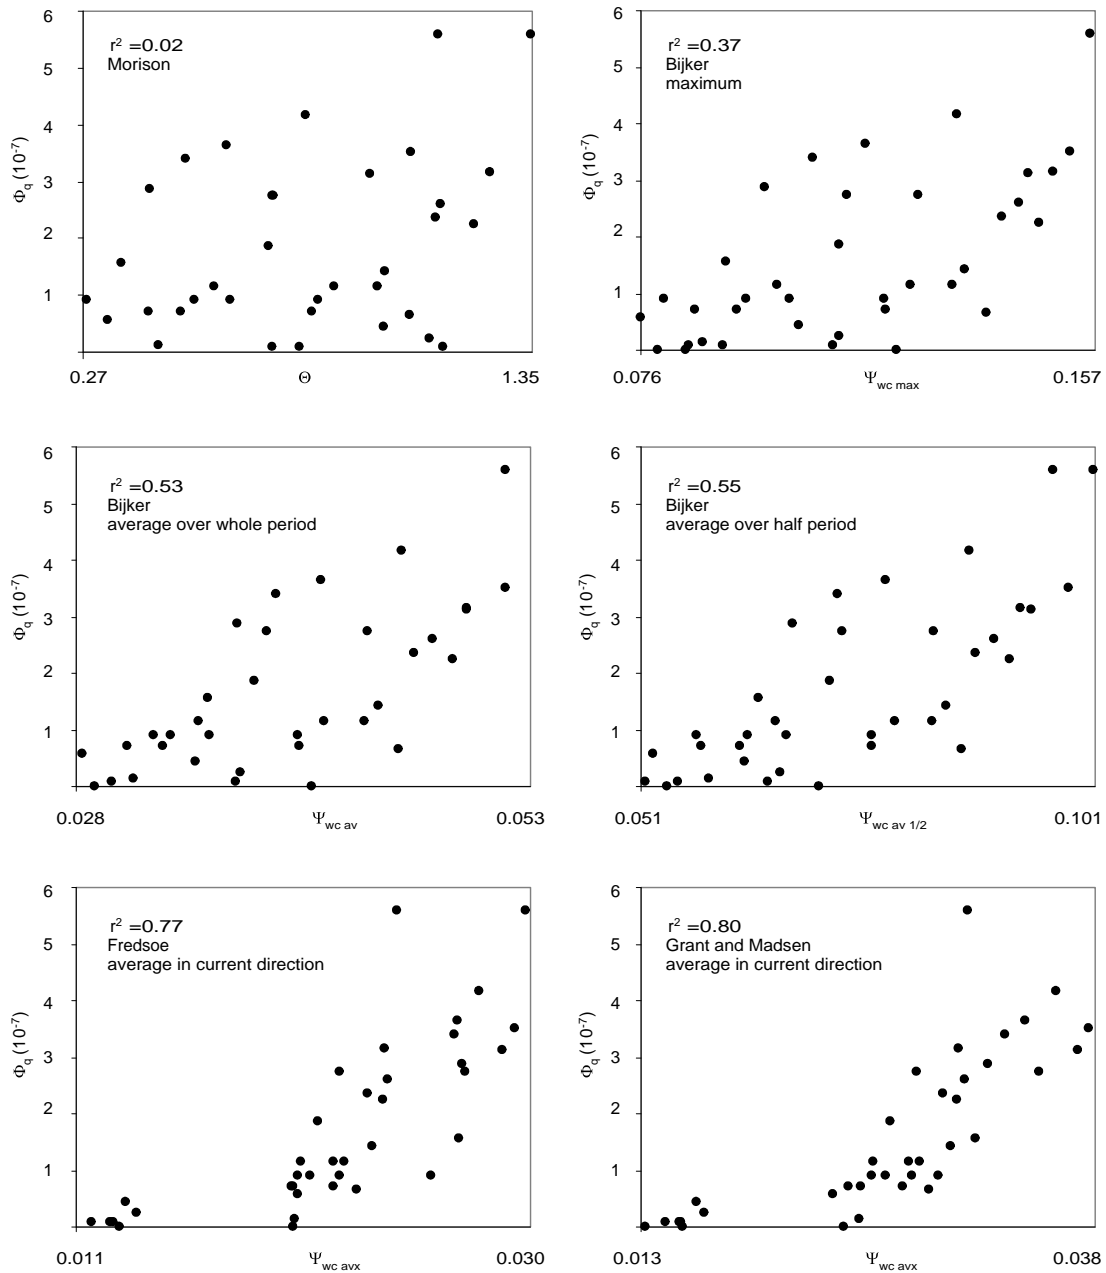 6
5
4
3
2
1
r² =0.02
Morison
Φq (10⁻⁷)
0.27
Θ
1.35
6
5
4
3
2
1
r² =0.37
Bijker
maximum
Φq (10⁻⁷)
0.076
Ψwc max
0.157
6
5
4
3
2
1
r² =0.53
Bijker
average over whole period
Φq (10⁻⁷)
0.028
Ψwc av
0.053
6
5
4
3
2
1
r² =0.55
Bijker
average over half period
Φq (10⁻⁷)
0.051
Ψwc av 1/2
0.101
6
5
4
3
2
1
r² =0.77
Fredsoe
average in current direction
Φq (10⁻⁷)
0.011
Ψwc avx
0.030
6
5
4
3
2
1
r² =0.80
Grant and Madsen
average in current direction
Φq (10⁻⁷)
0.013
Ψwc avx
0.038